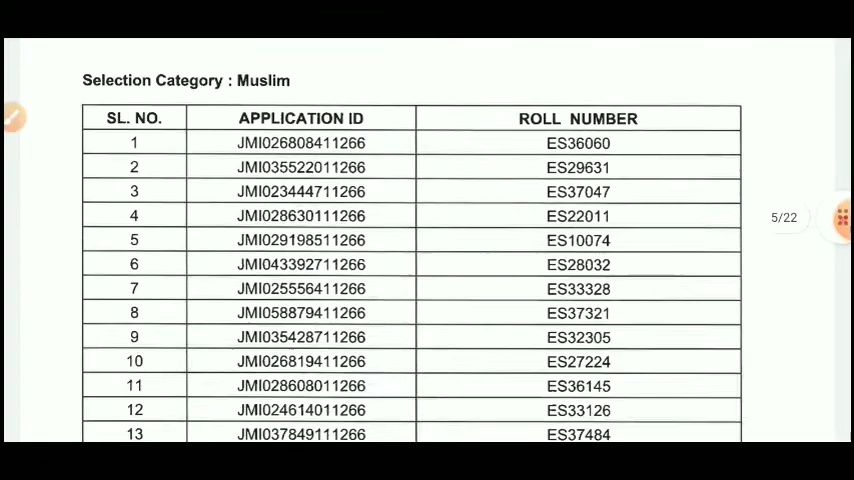 Selection Category : Muslim
SL. NO. APPLICATION ID ROLL NUMBER
1 JMI026808411266 ES36060
2 JMI035522011266 ES29631
3 JMI023444711266 ES37047
4 JMI028630111266 ES22011
5 JMI029198511266 ES10074
6 JMI043392711266 ES28032
7 JMI025556411266 ES33328
8 JMI058879411266 ES37321
9 JMI035428711266 ES32305
10 JMI026819411266 ES27224
11 JMI028608011266 ES36145
12 JMI024614011266 ES33126
13 JMI037849111266 ES37484
5/22